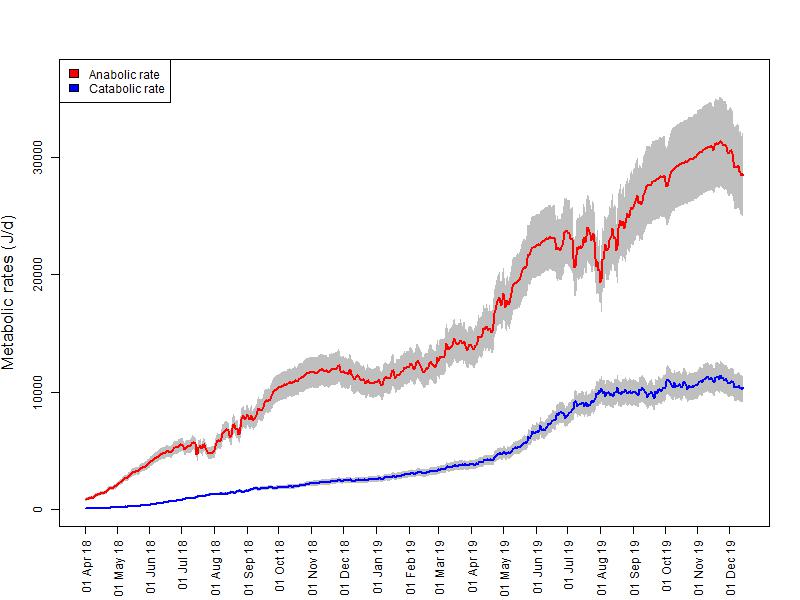 Anabolic rate
Catabolic rate
Metabolic rates (J/d)
30000
20000
10000
0
01 Apr 18
01 May 18
01 Jun 18
01 Jul 18
01 Aug 18
01 Sep 18
01 Oct 18
01 Nov 18
01 Dec 18
01 Jan 19
01 Feb 19
01 Mar 19
01 Apr 19
01 May 19
01 Jun 19
01 Jul 19
01 Aug 19
01 Sep 19
01 Oct 19
01 Nov 19
01 Dec 19